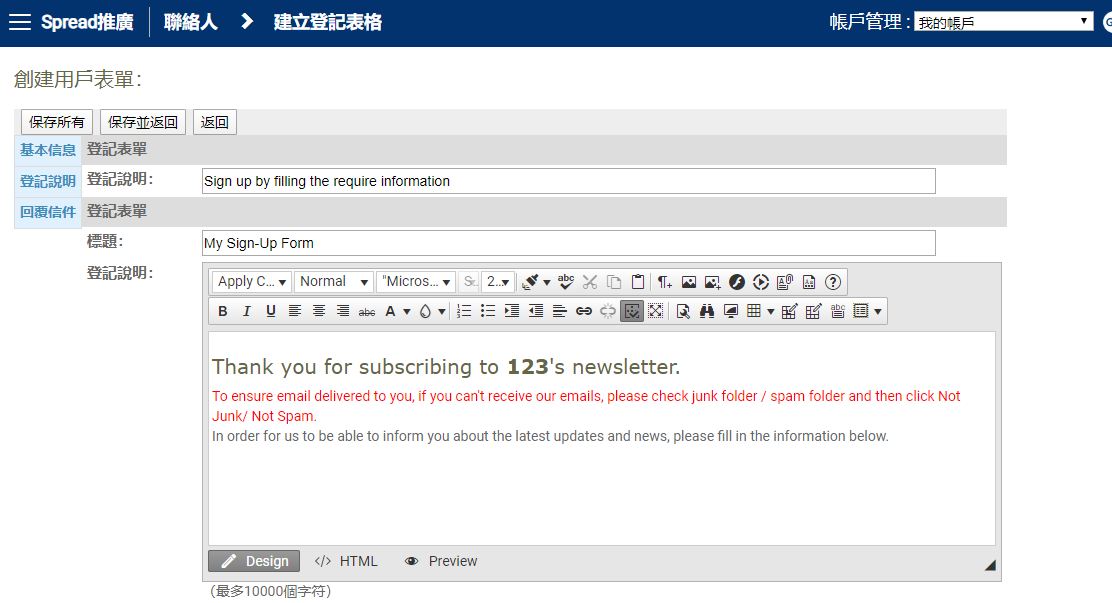 Spread推廣 聯絡人 建立登記表格 帳戶管理 : 我的帳戶
創建用戶表單:
保存所有 保存並返回 返回
基本信息 登記表單
登記說明 登記說明: Sign up by filling the require information
回覆信件 登記表單
標題: My Sign-Up Form
登記說明:
Apply C... Normal "Micros... 2... abc
B I U abc A abc
Thank you for subscribing to 123's newsletter.
To ensure email delivered to you, if you can't receive our emails, please check junk folder / spam folder and then click Not
Junk/ Not Spam.
In order for us to be able to inform you about the latest updates and news, please fill in the information below.
Design </> HTML Preview
(最多10000個字符)